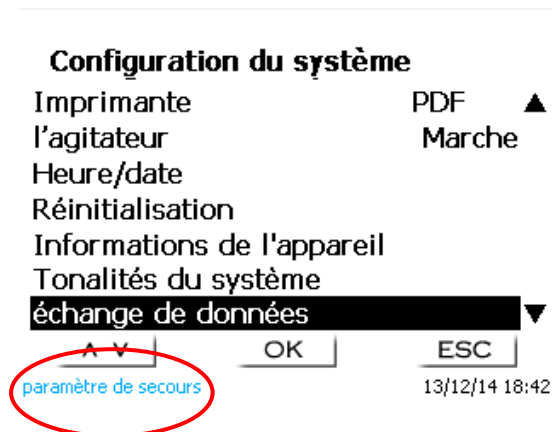 Configuration du système
Imprimante PDF ▲
l'agitateur Marche
Heure/date
Réinitialisation
Informations de l'appareil
Tonalités du système
échange de données ▼
∧ ∨ OK ESC
paramètre de secours 13/12/14 18:42